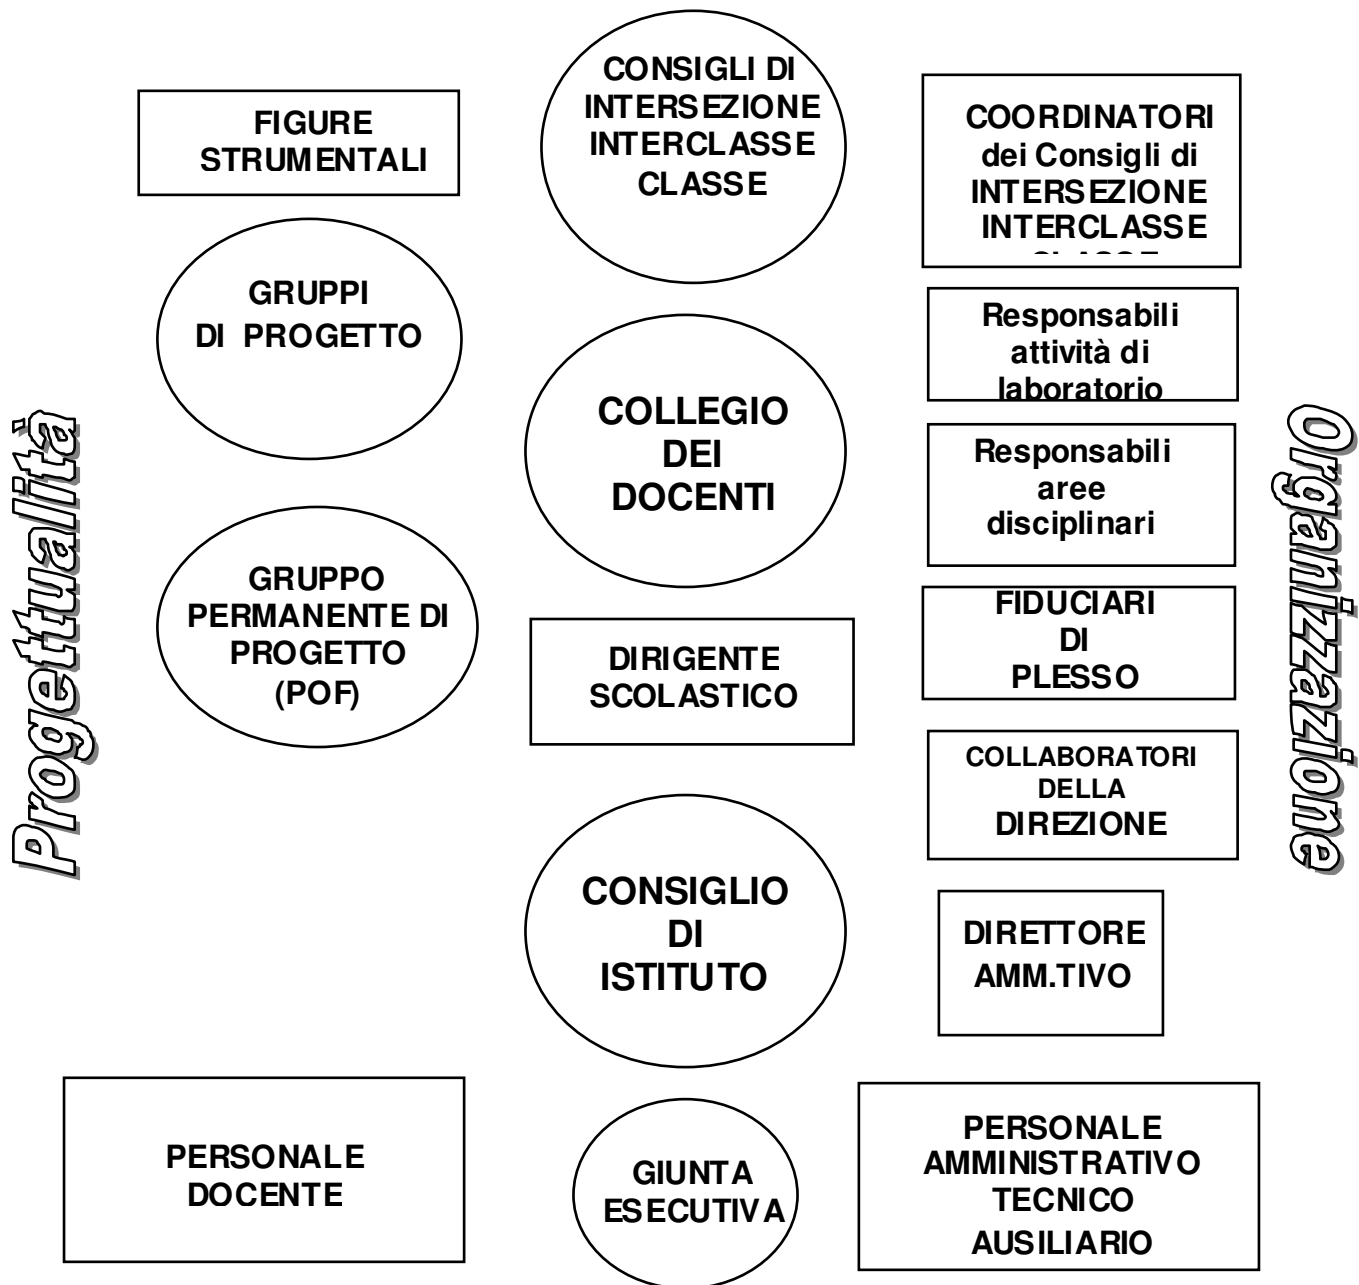 Progettualità
FIGURE
STRUMENTALI
GRUPPI
DI PROGETTO
GRUPPO
PERMANENTE DI
PROGETTO
(POF)
PERSONALE
DOCENTE
CONSIGLI DI
INTERSEZIONE
INTERCLASSE
CLASSE
COLLEGIO
DEI
DOCENTI
DIRIGENTE
SCOLASTICO
CONSIGLIO
DI
ISTITUTO
GIUNTA
ESECUTIVA
COORDINATORI
dei Consigli di
INTERSEZIONE
INTERCLASSE
Responsabili
attività di
laboratorio
Responsabili
aree
disciplinari
FIDUCIARI
DI
PLESSO
COLLABORATORI
DELLA
DIREZIONE
DIRETTORE
AMM.TIVO
PERSONALE
AMMINISTRATIVO
TECNICO
AUSILIARIO
Organizzazione